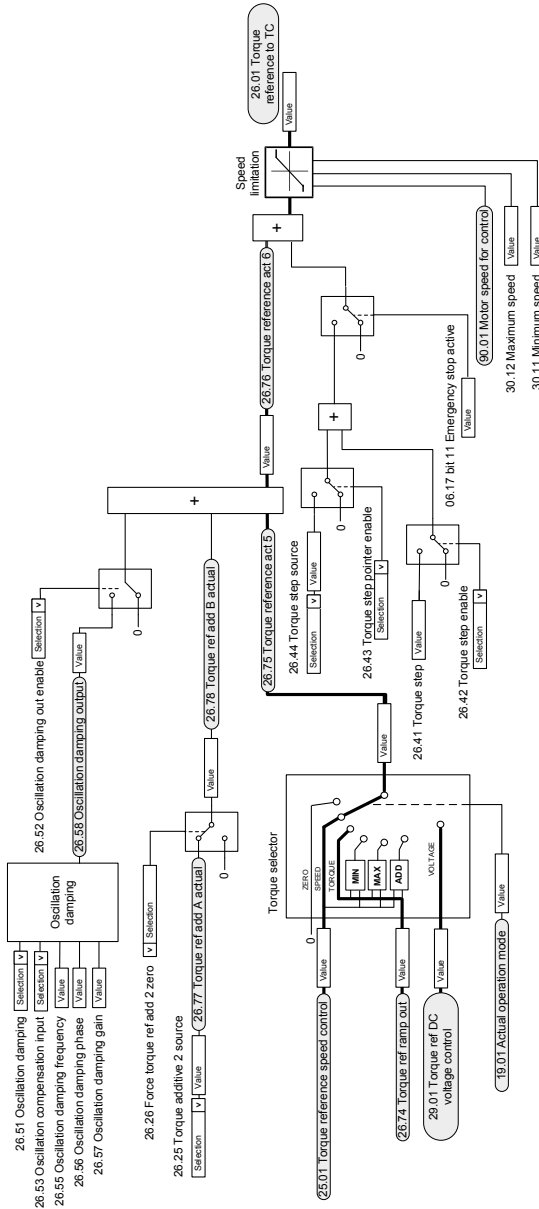 26.51 Oscillation damping
Selection
v
26.53 Oscillation compensation input
Selection
v
26.55 Oscillation damping frequency
Value
26.56 Oscillation damping phase
Value
26.57 Oscillation damping gain
Value
Oscillation
damping
26.52 Oscillation damping out enable
Selection
v
26.58 Oscillation damping output
Value
0
26.26 Force torque ref add 2 zero
v
Selection
26.25 Torque additive 2 source
Selection
v
Value
26.77 Torque ref add A actual
0
Value
26.78 Torque ref add B actual
+
26.75 Torque reference act 5
Value
26.76 Torque reference act 6
+
Speed
limitation
Value
26.01 Torque
reference to TC
Torque selector
0
ZERO
SPEED
TORQUE
MIN
MAX
ADD
VOLTAGE
25.01 Torque reference speed control
Value
26.74 Torque ref ramp out
Value
29.01 Torque ref DC
voltage control
Value
19.01 Actual operation mode
Value
Value
26.44 Torque step source
Selection
v
Value
0
26.43 Torque step pointer enable
Selection
v
26.41 Torque step
Value
0
26.42 Torque step enable
Selection
v
+
0
06.17 bit 11 Emergency stop active
Value
90.01 Motor speed for control
30.12 Maximum speed
Value
30.11 Minimum speed
Value